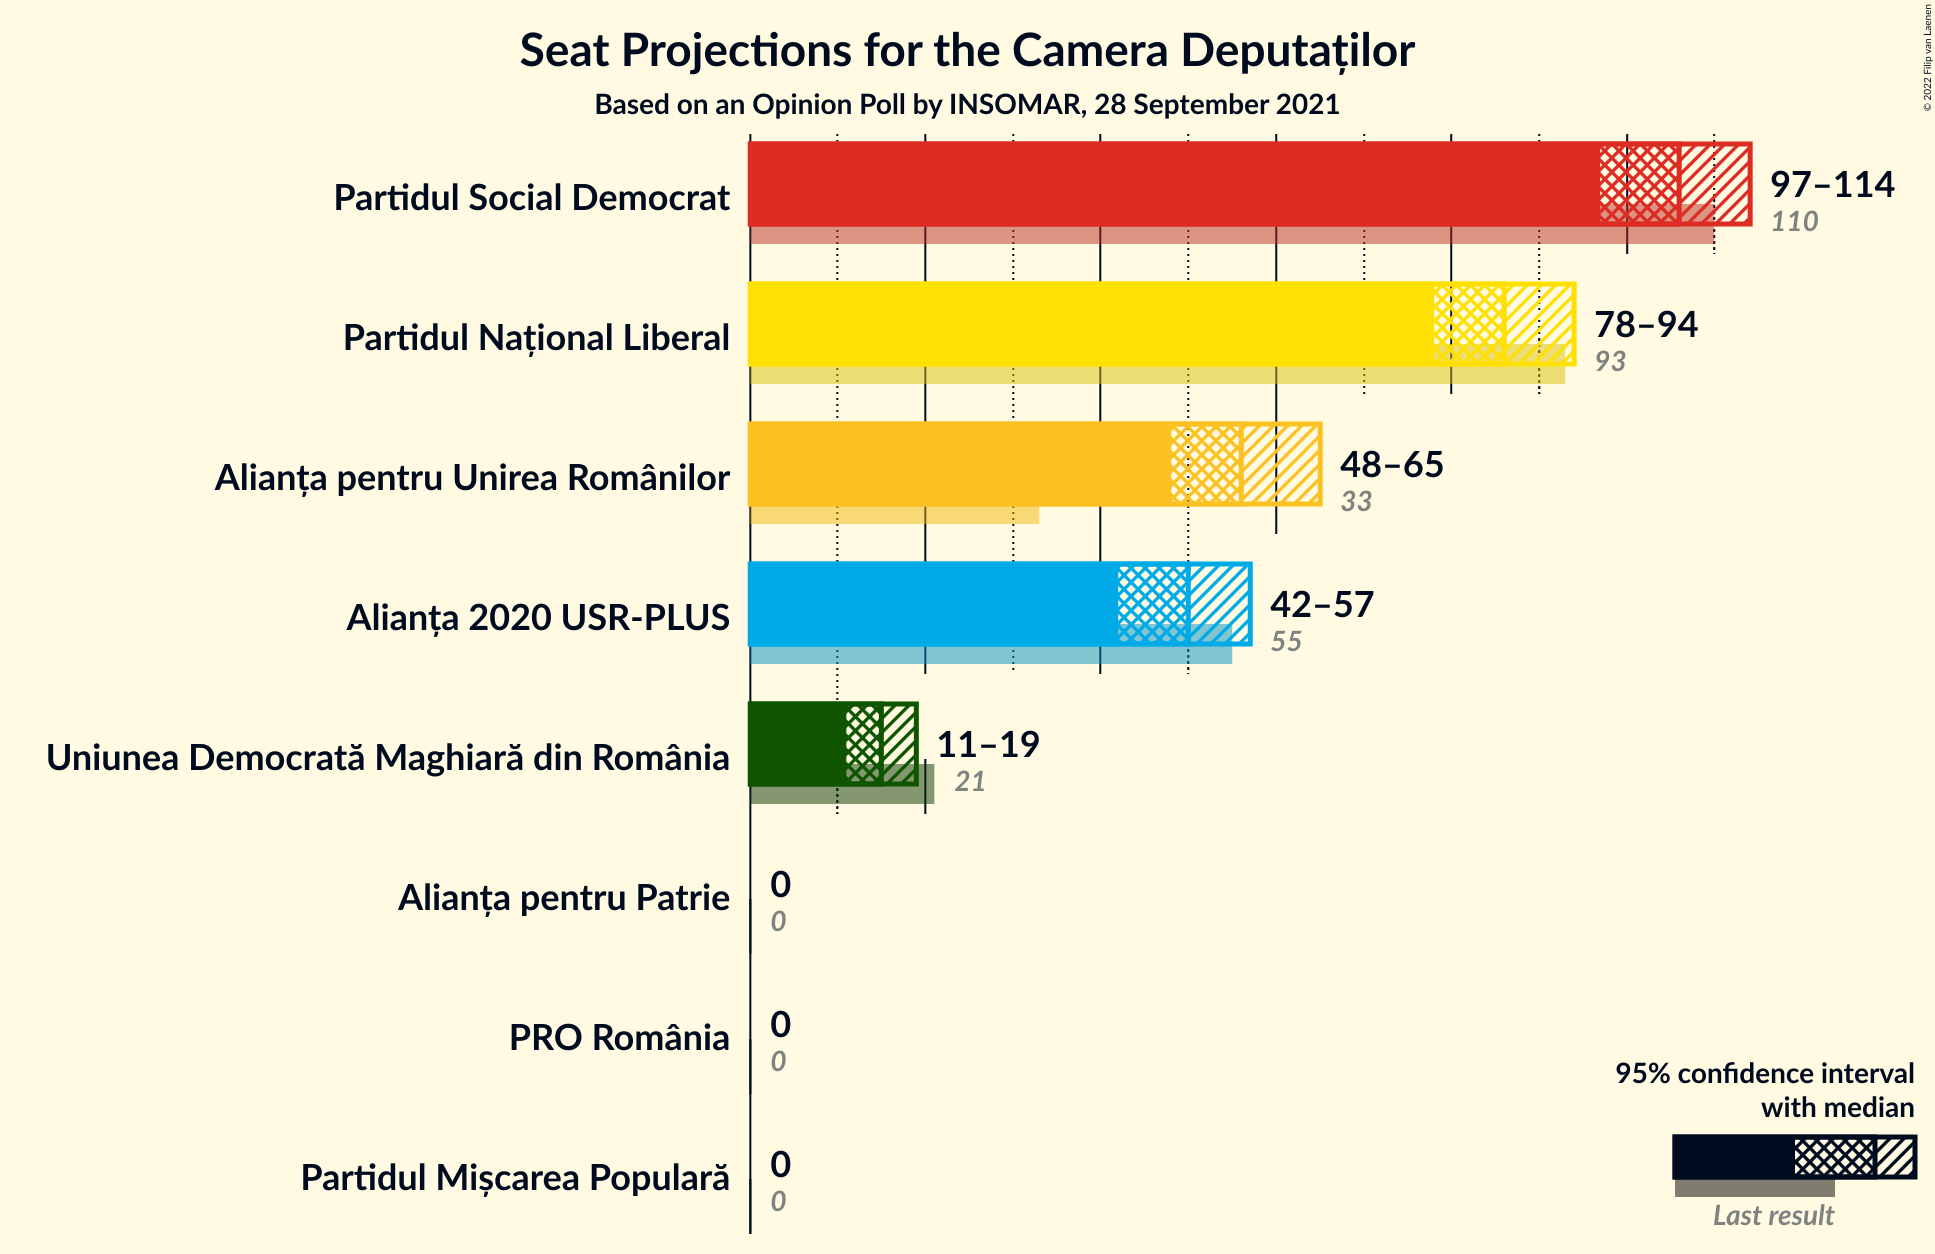 Seat Projections for the Camera Deputaților
Based on an Opinion Poll by INSOMAR, 28 September 2021
© 2022 Filip van Laenen
Partidul Social Democrat
97–114
110
Partidul Național Liberal
78–94
93
Alianța pentru Unirea Românilor
48–65
33
Alianța 2020 USR-PLUS
42–57
55
Uniunea Democrată Maghiară din România
11–19
21
Alianța pentru Patrie
0
0
PRO România
0
0
Partidul Mișcarea Populară
0
0
95% confidence interval
with median
Last result